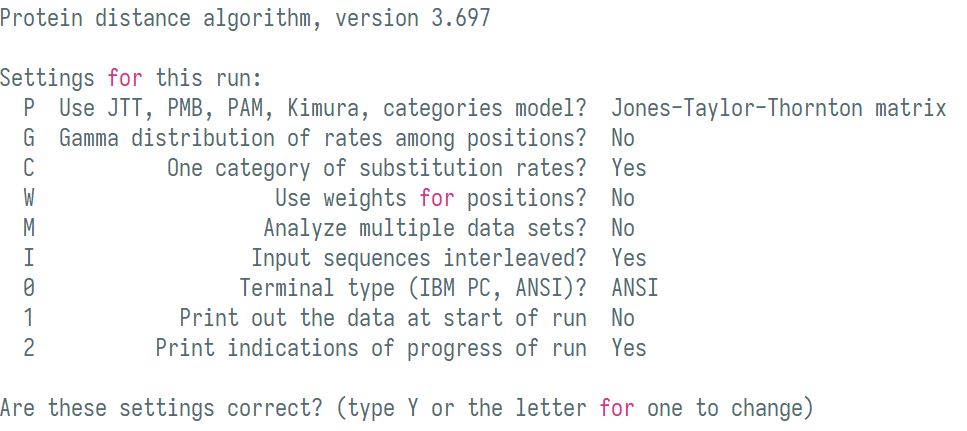 Protein distance algorithm, version 3.697
Settings for this run:
P Use JTT, PMB, PAM, Kimura, categories model? Jones-Taylor-Thornton matrix
G Gamma distribution of rates among positions? No
C One category of substitution rates? Yes
W Use weights for positions? No
M Analyze multiple data sets? No
I Input sequences interleaved? Yes
0 Terminal type (IBM PC, ANSI)? ANSI
1 Print out the data at start of run No
2 Print indications of progress of run Yes
Are these settings correct? (type Y or the letter for one to change)